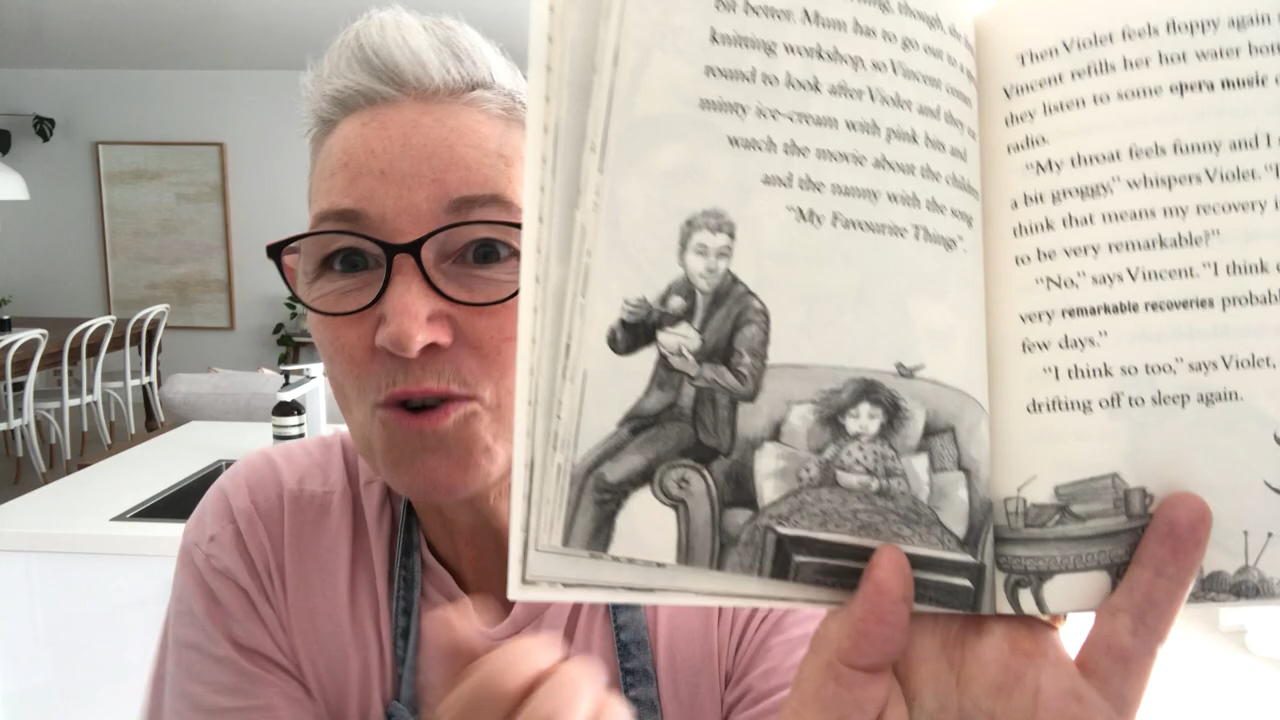 though, the
bit better. Mum has to go out to a
knitting workshop, so Vincent comes
round to look after Violet and they eat
minty ice-cream with pink bits and
watch the movie about the children
and the nanny with the song
"My Favourite Things".
Then Violet feels floppy again
Vincent refills her hot water
they listen to some opera music
radio.
"My throat feels funny and I
a bit groggy," whispers Violet.
think that means my recovery
to be very remarkable?"
"No," says Vincent. "I think
very remarkable recoveries
few days."
"I think so too," says Violet,
drifting off to sleep again.